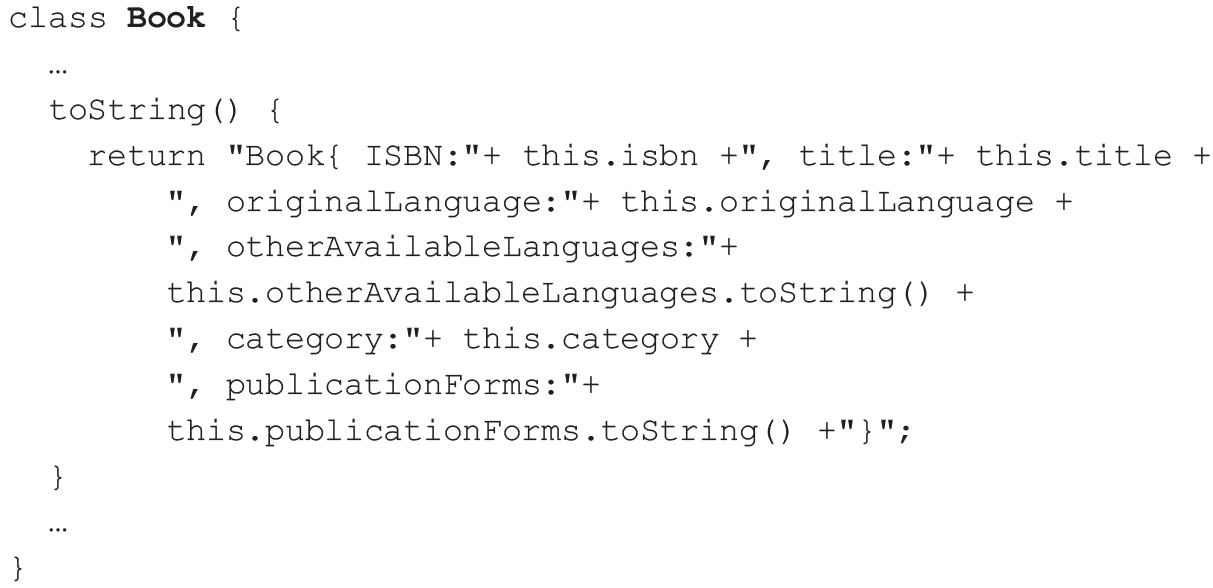 class Book {
  …
  toString() {
    return "Book{ ISBN:"+ this.isbn +", title:"+ this.title +
        ", originalLanguage:"+ this.originalLanguage +
        ", otherAvailableLanguages:"+
        this.otherAvailableLanguages.toString() +
        ", category:"+ this.category +
        ", publicationForms:"+
        this.publicationForms.toString() +"}";
  }
  …
}